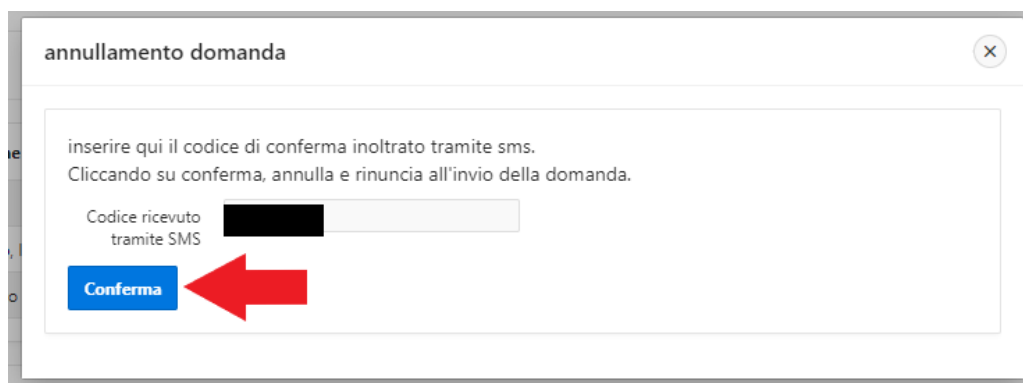 annullamento domanda
inserire qui il codice di conferma inoltrato tramite sms.
Cliccando su conferma, annulla e rinuncia all'invio della domanda.
Codice ricevuto
tramite SMS
Conferma